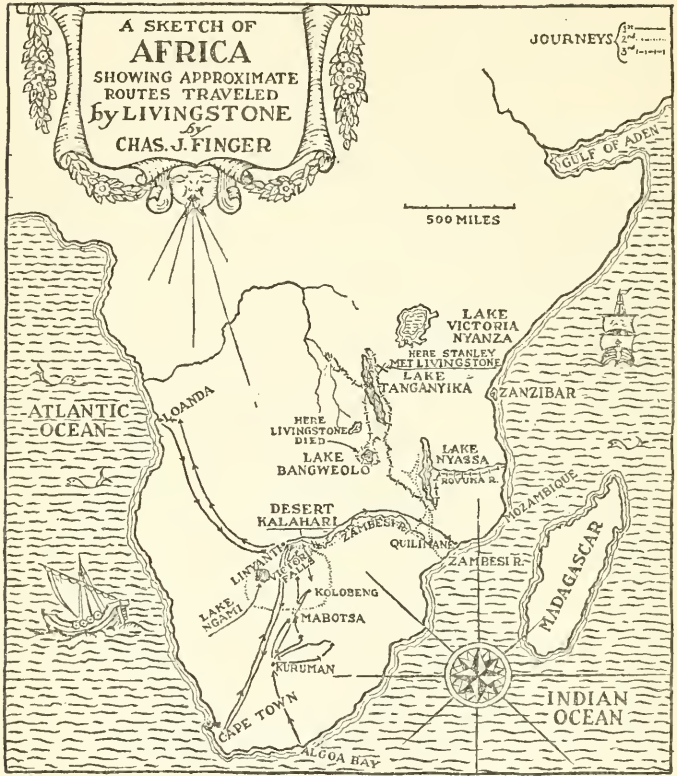 A SKETCH OF
AFRICA
SHOWING APPROXIMATE
ROUTES TRAVELED
by LIVINGSTONE
by
CHAS. J. FINGER
JOURNEYS
1st
2nd
3rd
GULF OF ADEN
500 MILES
LAKE
VICTORIA
NYANZA
HERE STANLEY
MET LIVINGSTONE
LAKE
TANGANYIKA
ZANZIBAR
LOANDA
ATLANTIC
OCEAN
HERE
LIVINGSTONE
DIED
LAKE
BANGWEOLO
LAKE
NYASSA
ROVUMA R.
MOZAMBIQUE
DESERT
KALAHARI
ZAMBESI R.
QUILIMANE
ZAMBESI R.
LINYANTI
VICTORIA
FALLS
MADAGASCAR
LAKE
NGAMI
KOLOBENG
MABOTSA
KURUMAN
CAPE TOWN
INDIAN
OCEAN
ALGOA BAY